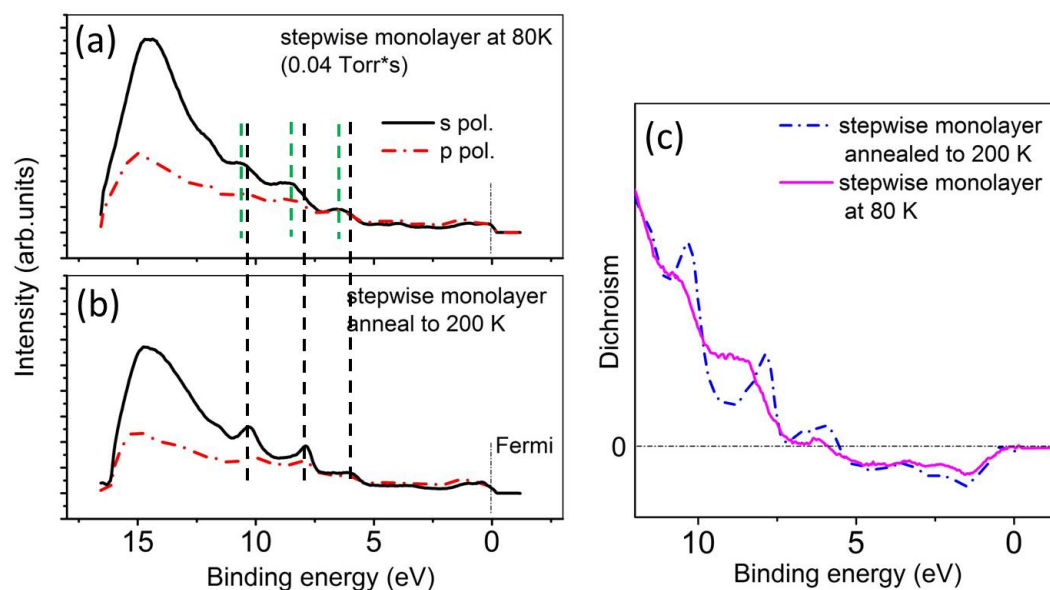 (a)
stepwise monolayer at 80K
(0.04 Torr*s)
s pol.
p pol.
(b)
stepwise monolayer
anneal to 200 K
Fermi
Intensity (arb.units)
15
10
5
0
Binding energy (eV)
(c)
stepwise monolayer
annealed to 200 K
stepwise monolayer
at 80 K
Dichroism
0
10
5
0
Binding energy (eV)